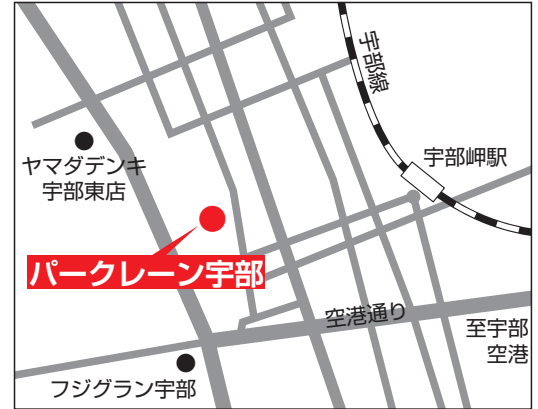 宇部線
宇部岬駅
ヤマダデンキ
宇部東店
パークレーン宇部
空港通り
至宇部
空港
フジグラン宇部